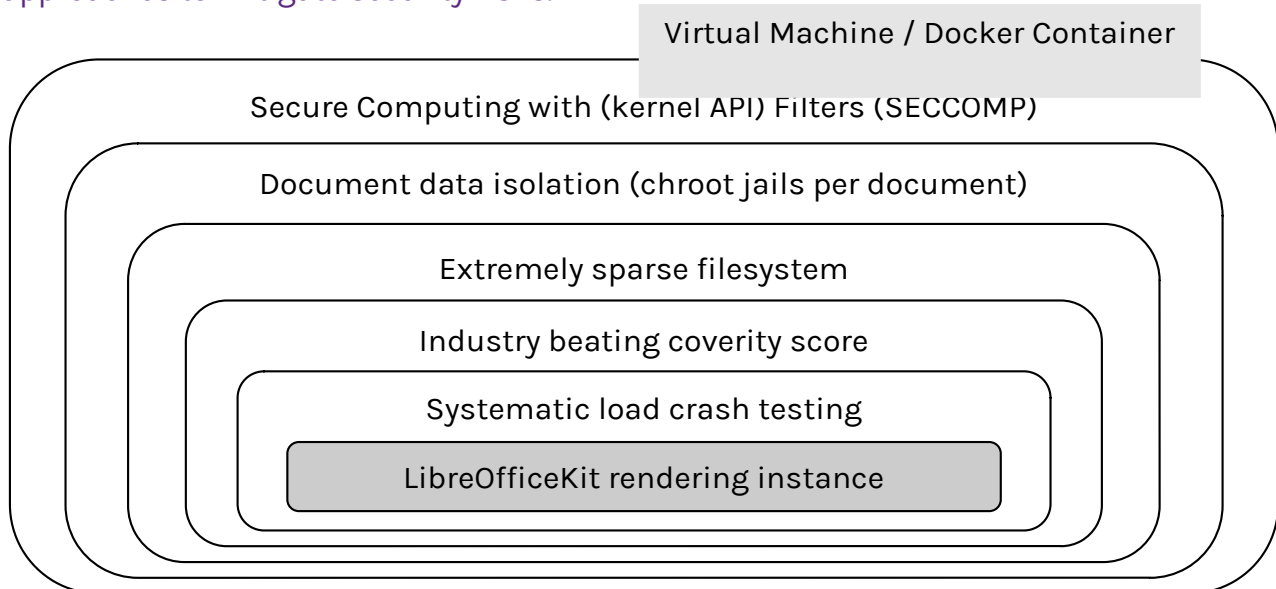 Virtual Machine / Docker Container
Secure Computing with (kernel API) Filters (SECCOMP)
Document data isolation (chroot jails per document)
Extremely sparse filesystem
Industry beating coverity score
Systematic load crash testing
LibreOfficeKit rendering instance